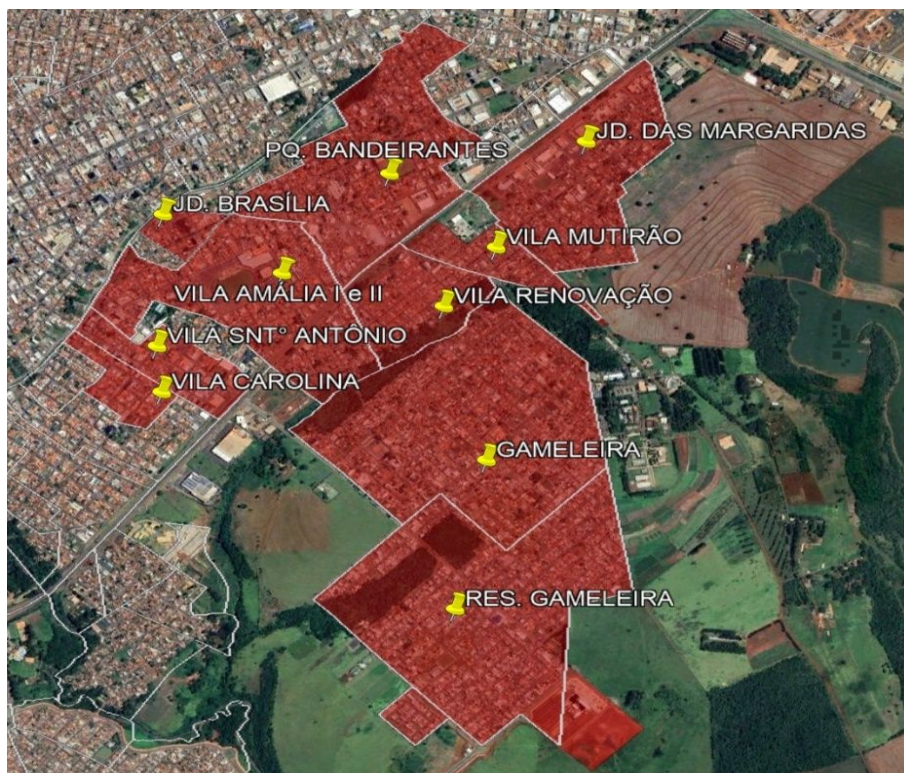 JD. DAS MARGARIDAS
PQ. BANDEIRANTES
JD. BRASÍLIA
VILA MUTIRÃO
VILA AMÁLIA I e II
VILA RENOVAÇÃO
VILA SNT° ANTÔNIO
VILA CAROLINA
GAMELEIRA
RES. GAMELEIRA